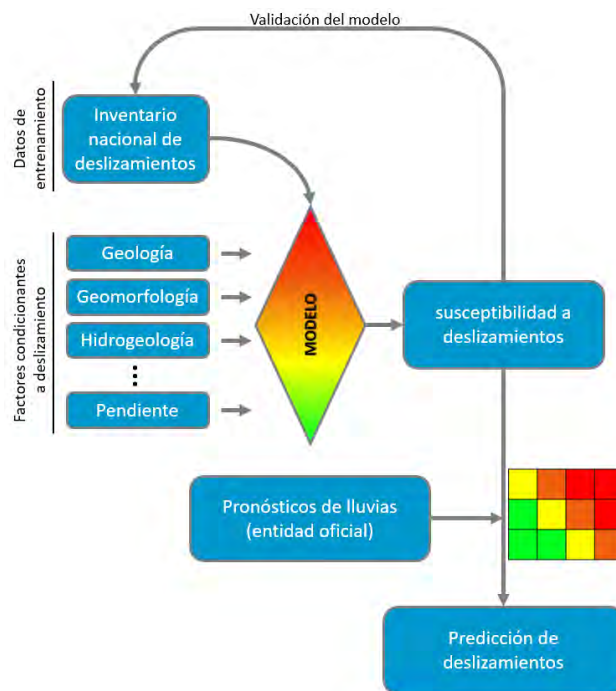 Validación del modelo
Datos de
entrenamiento
Inventario
nacional de
deslizamientos
Factores condicionantes
a deslizamiento
Geología
Geomorfología
Hidrogeología
...
Pendiente
MODELO
susceptibilidad a
deslizamientos
Pronósticos de lluvias
(entidad oficial)
Predicción de
deslizamientos